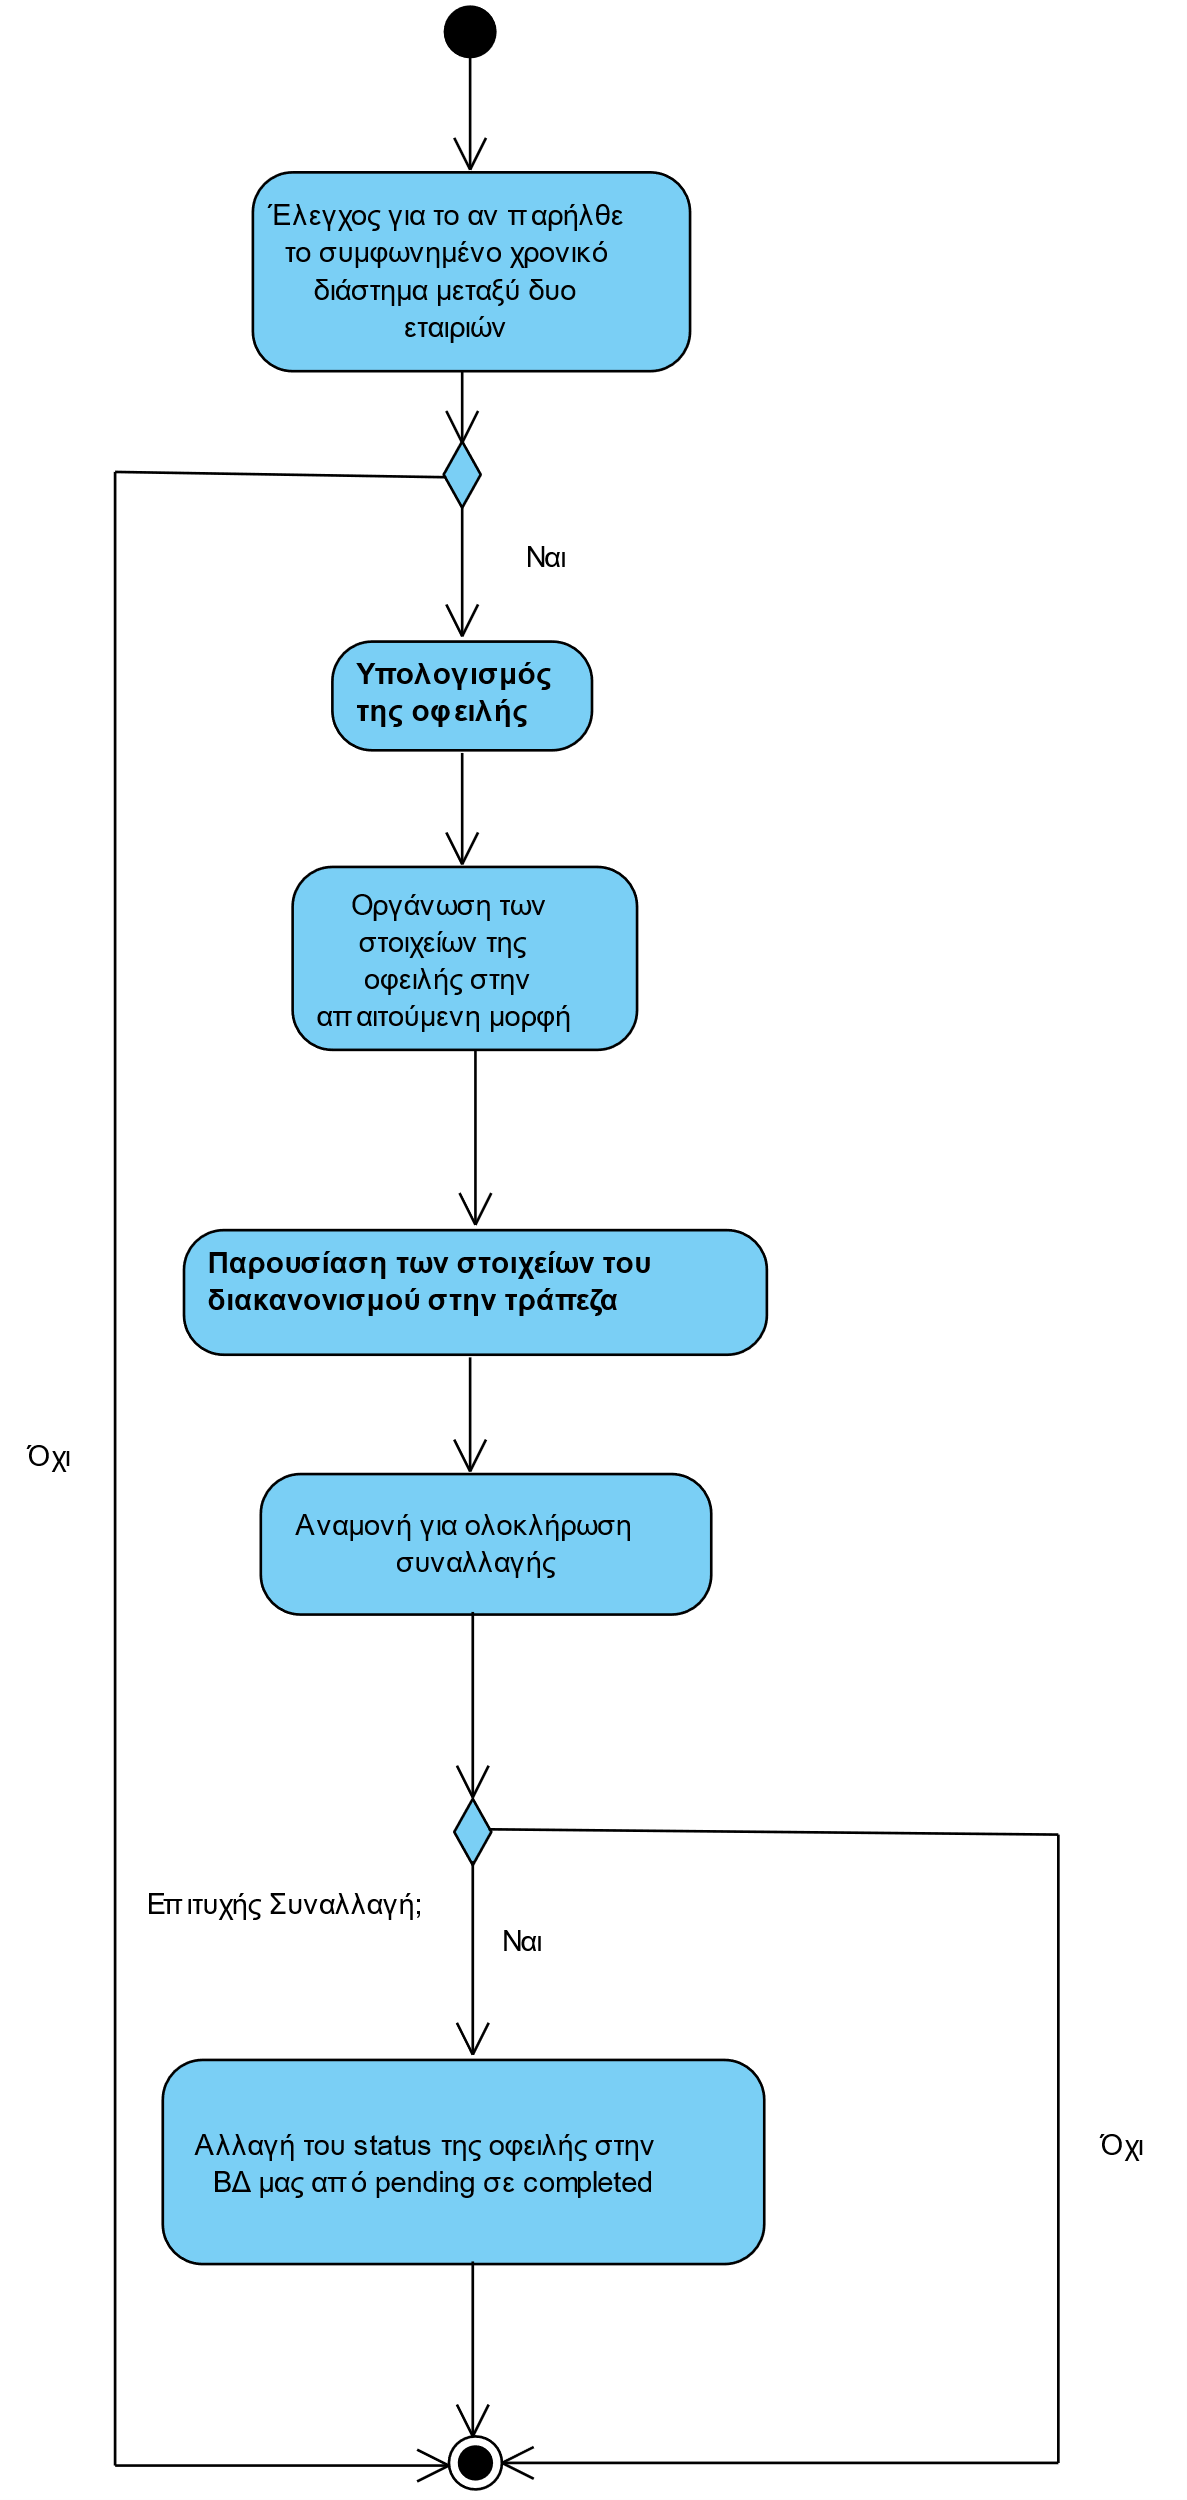 Έλεγχος για το αν παρήλθε
το συμφωνημένο χρονικό
διάστημα μεταξύ δυο
εταιριών
Ναι
Υπολογισμός
της οφειλής
Οργάνωση των
στοιχείων της
οφειλής στην
απαιτούμενη μορφή
Παρουσίαση των στοιχείων του
διακανονισμού στην τράπεζα
Όχι
Αναμονή για ολοκλήρωση
συναλλαγής
Επιτυχής Συναλλαγή;
Ναι
Αλλαγή του status της οφειλής στην
ΒΔ μας από pending σε completed
Όχι